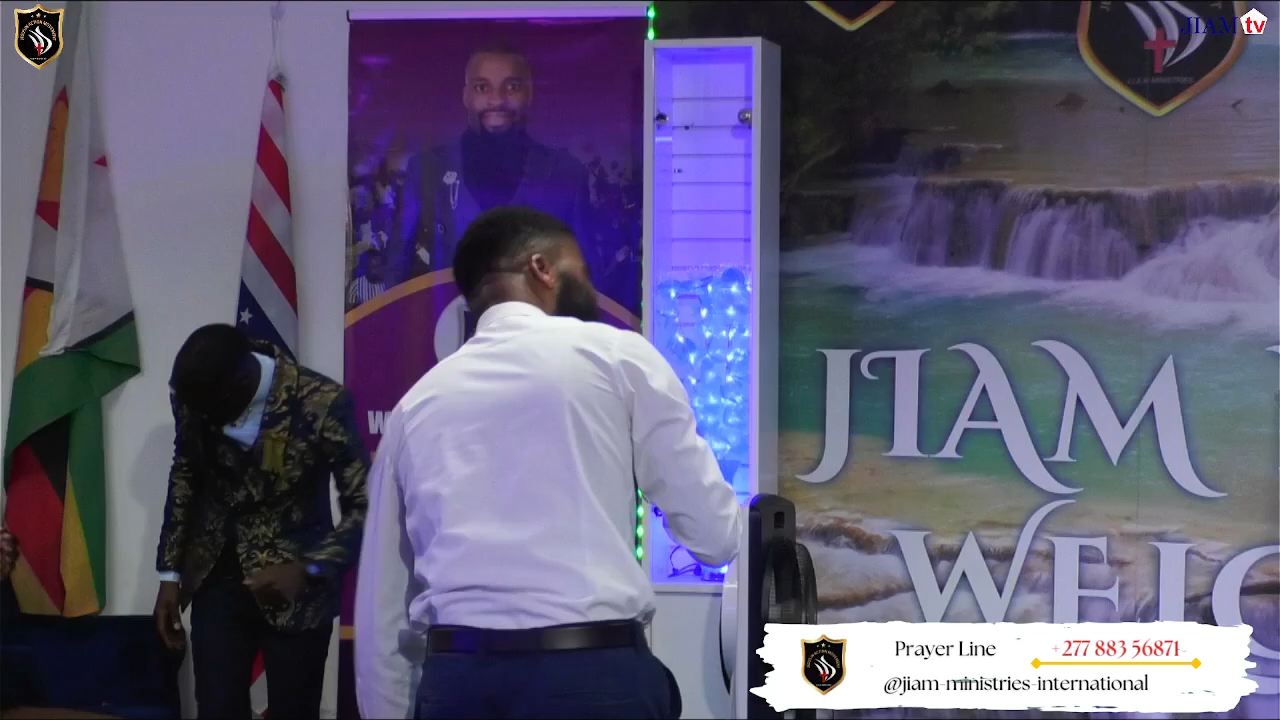 JIAM tv
JIAM
WELC
Prayer Line +277 883 56871
@jiam-ministries-international